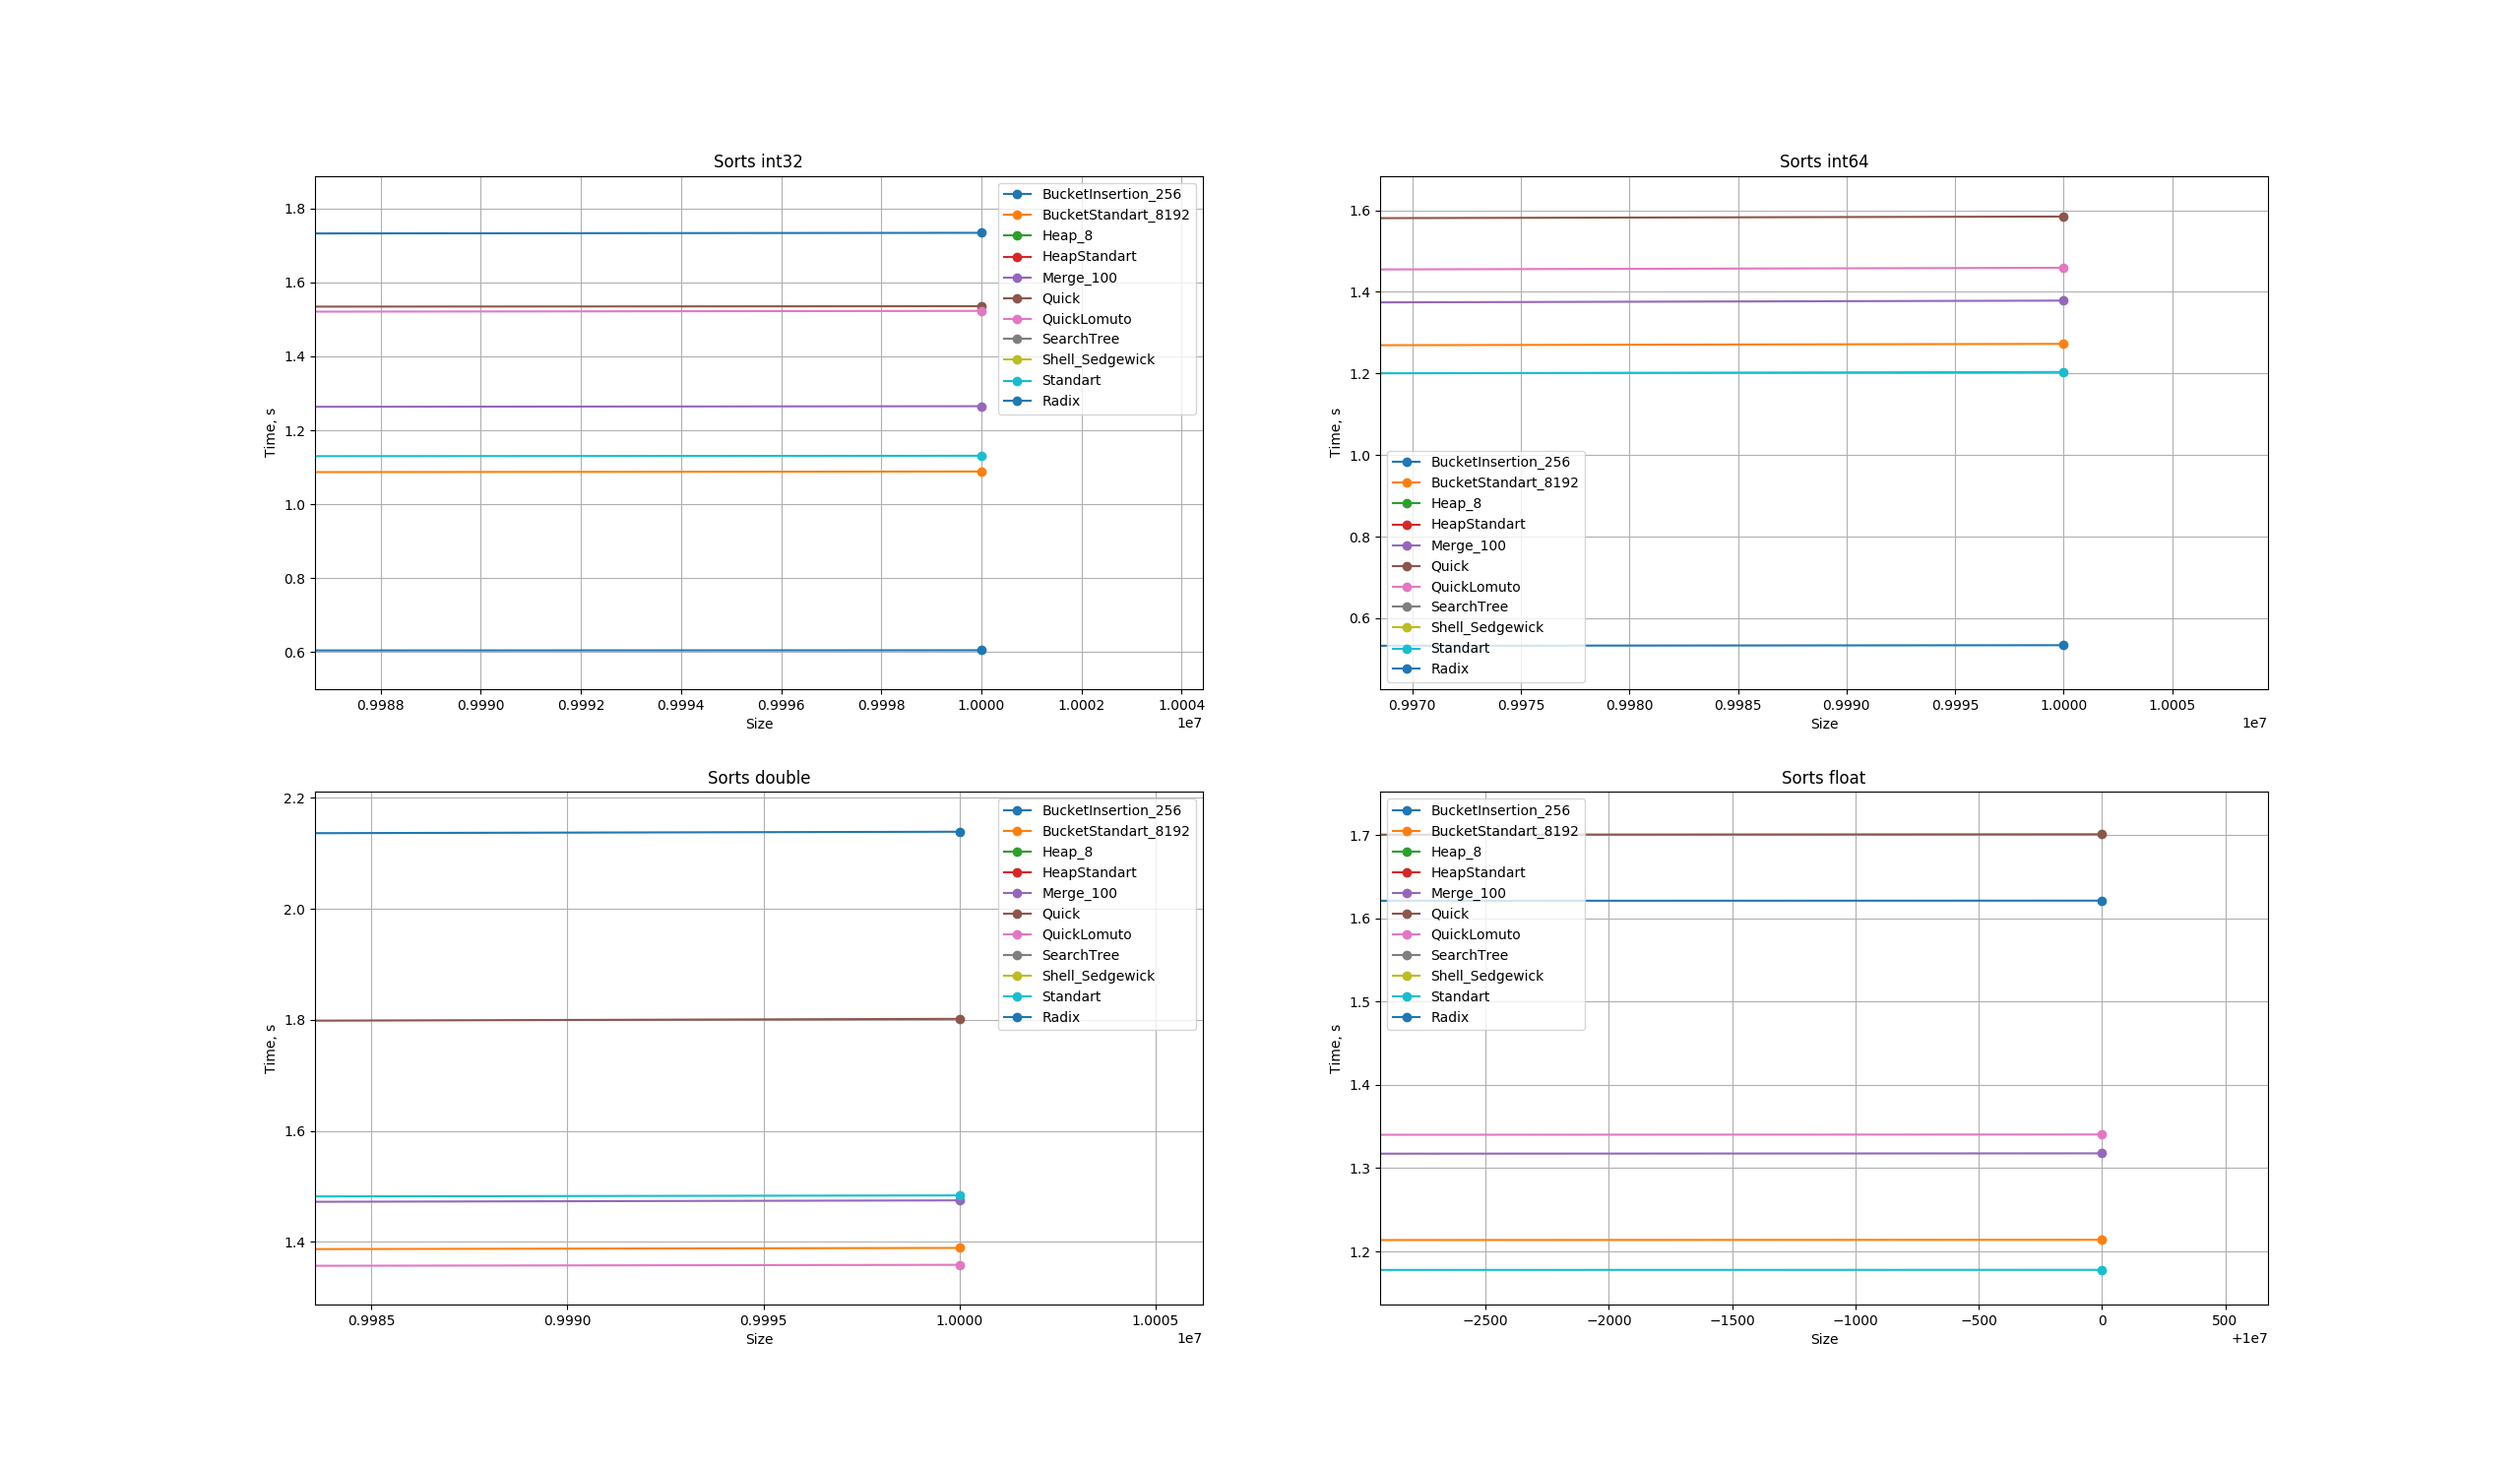 Sorts int32
1.8
1.6
1.4
1.2
1.0
0.8
0.6
Time, s
BucketInsertion_256
BucketStandart_8192
Heap_8
HeapStandart
Merge_100
Quick
QuickLomuto
SearchTree
Shell_Sedgewick
Standart
Radix
0.9988 0.9990 0.9992 0.9994 0.9996 0.9998 1.0000 1.0002 1.0004
Size
1e7
Sorts int64
1.6
1.4
1.2
1.0
0.8
0.6
Time, s
BucketInsertion_256
BucketStandart_8192
Heap_8
HeapStandart
Merge_100
Quick
QuickLomuto
SearchTree
Shell_Sedgewick
Standart
Radix
0.9970 0.9975 0.9980 0.9985 0.9990 0.9995 1.0000 1.0005
Size
1e7
Sorts double
2.2
2.0
1.8
1.6
1.4
Time, s
BucketInsertion_256
BucketStandart_8192
Heap_8
HeapStandart
Merge_100
Quick
QuickLomuto
SearchTree
Shell_Sedgewick
Standart
Radix
0.9985 0.9990 0.9995 1.0000 1.0005
Size
1e7
Sorts float
1.7
1.6
1.5
1.4
1.3
1.2
Time, s
BucketInsertion_256
BucketStandart_8192
Heap_8
HeapStandart
Merge_100
Quick
QuickLomuto
SearchTree
Shell_Sedgewick
Standart
Radix
−2500 −2000 −1500 −1000 −500 0 500
Size
+1e7